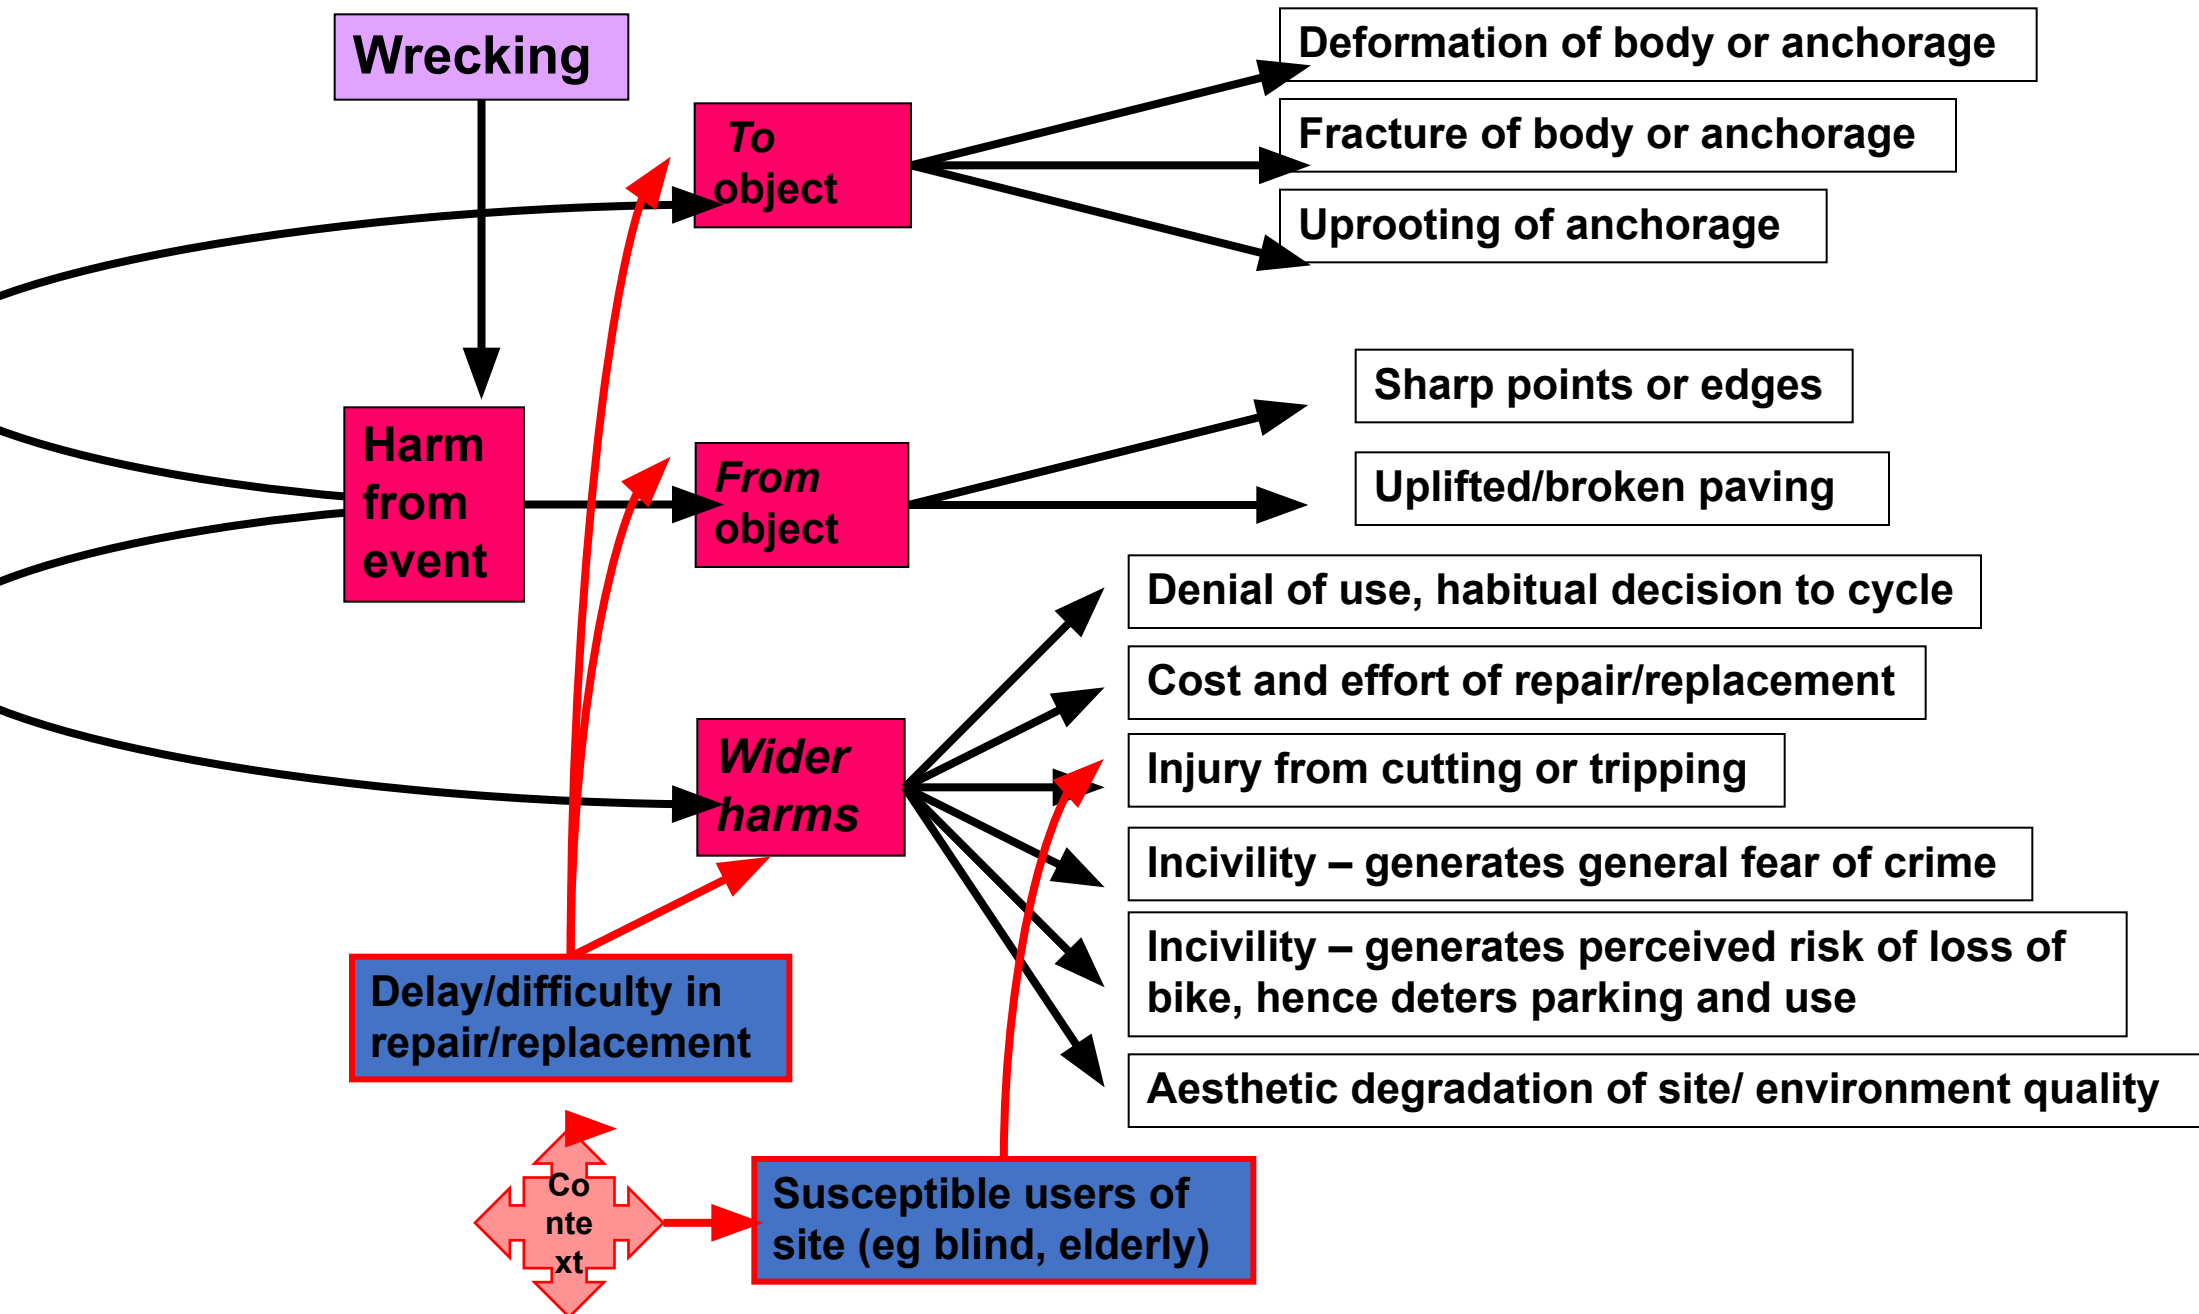 Wrecking
Deformation of body or anchorage
To
object
Fracture of body or anchorage
Uprooting of anchorage
Harm
from
event
From
object
Sharp points or edges
Uplifted/broken paving
Denial of use, habitual decision to cycle
Cost and effort of repair/replacement
Wider
harms
Injury from cutting or tripping
Incivility – generates general fear of crime
Incivility – generates perceived risk of loss of
bike, hence deters parking and use
Aesthetic degradation of site/ environment quality
Delay/difficulty in
repair/replacement
Co
nte
xt
Susceptible users of
site (eg blind, elderly)